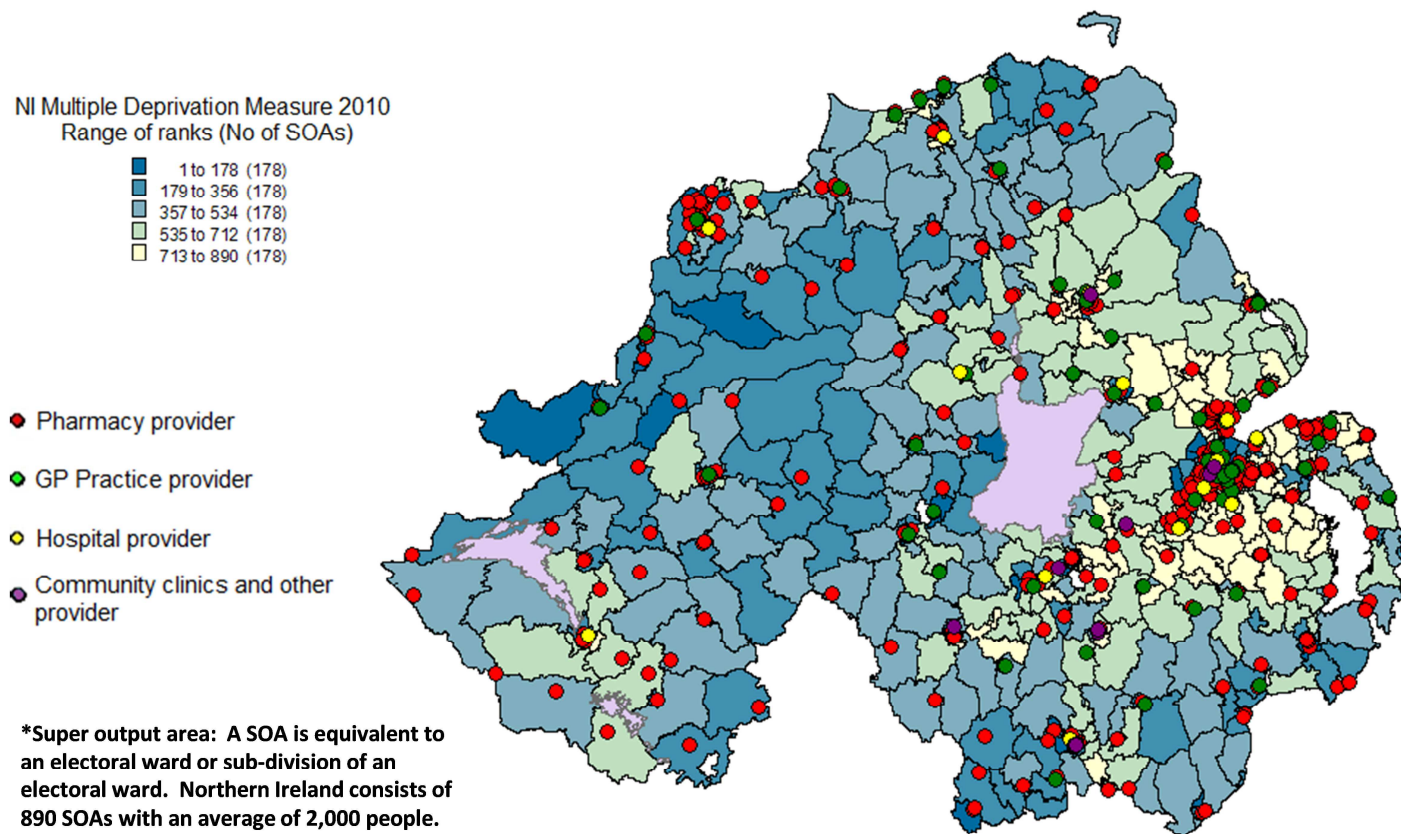 NI Multiple Deprivation Measure 2010
Range of ranks (No of SOAs)
1 to 178 (178)
179 to 356 (178)
357 to 534 (178)
535 to 712 (178)
713 to 890 (178)
Pharmacy provider
GP Practice provider
Hospital provider
Community clinics and other
provider
*Super output area: A SOA is equivalent to
an electoral ward or sub-division of an
electoral ward. Northern Ireland consists of
890 SOAs with an average of 2,000 people.